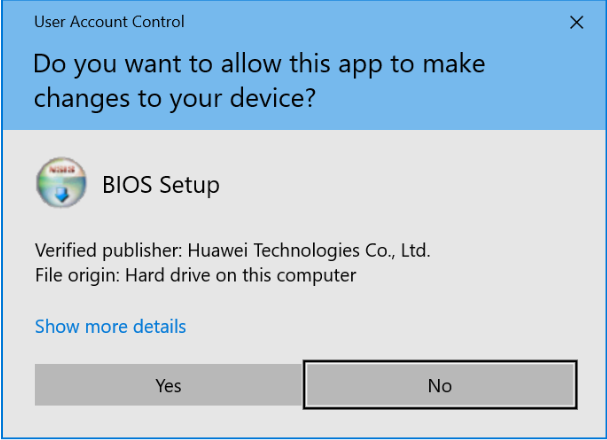 User Account Control
Do you want to allow this app to make
changes to your device?
NSIS
BIOS Setup
Verified publisher: Huawei Technologies Co., Ltd.
File origin: Hard drive on this computer
Show more details
Yes
No